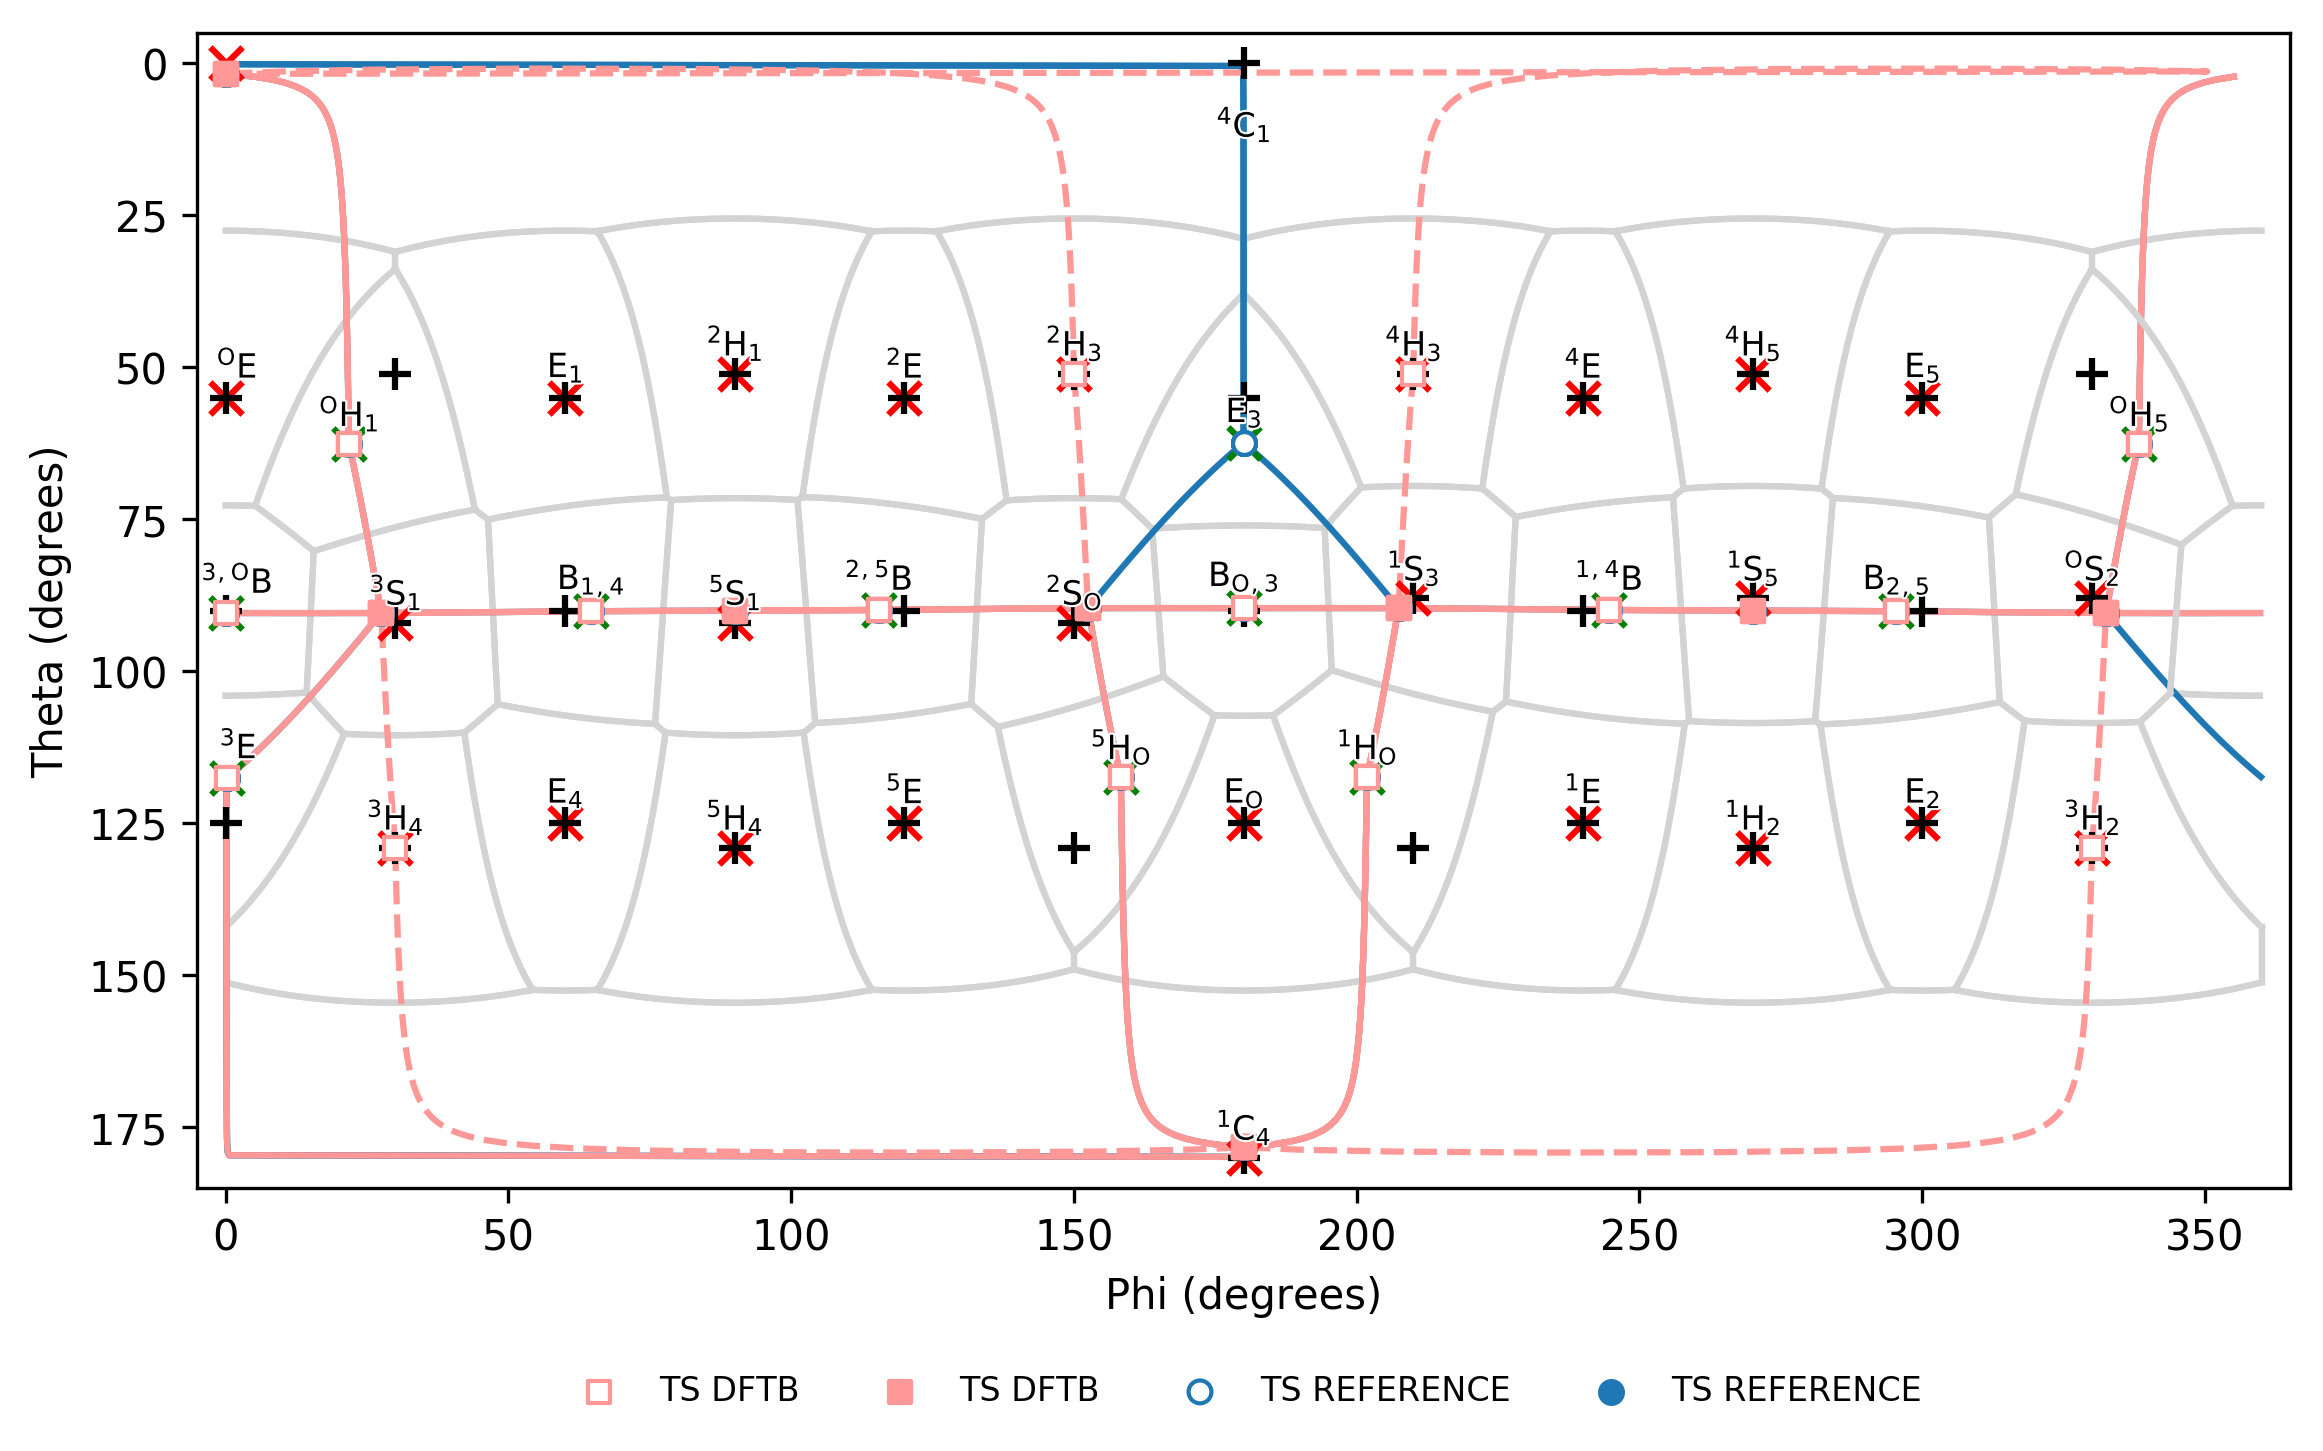 0
25
50
75
100
125
150
175
Theta (degrees)
⁴C₁
ᴼE
E₁
²H₁
²E
²H₃
⁴H₃
⁴E
⁴H₅
E₅
ᴼH₁
E₃
ᴼH₅
³,ᴼB
³S₁
B₁,₄
⁵S₁
²,⁵B
²Sₒ
Bₒ,₃
¹S₃
¹,⁴B
¹S₅
B₂,₅
ᴼS₂
³E
⁵Hₒ
¹Hₒ
³H₄
E₄
⁵H₄
⁵E
Eₒ
¹E
¹H₂
E₂
³H₂
¹C₄
0 50 100 150 200 250 300 350
Phi (degrees)
TS DFTB TS DFTB TS REFERENCE TS REFERENCE